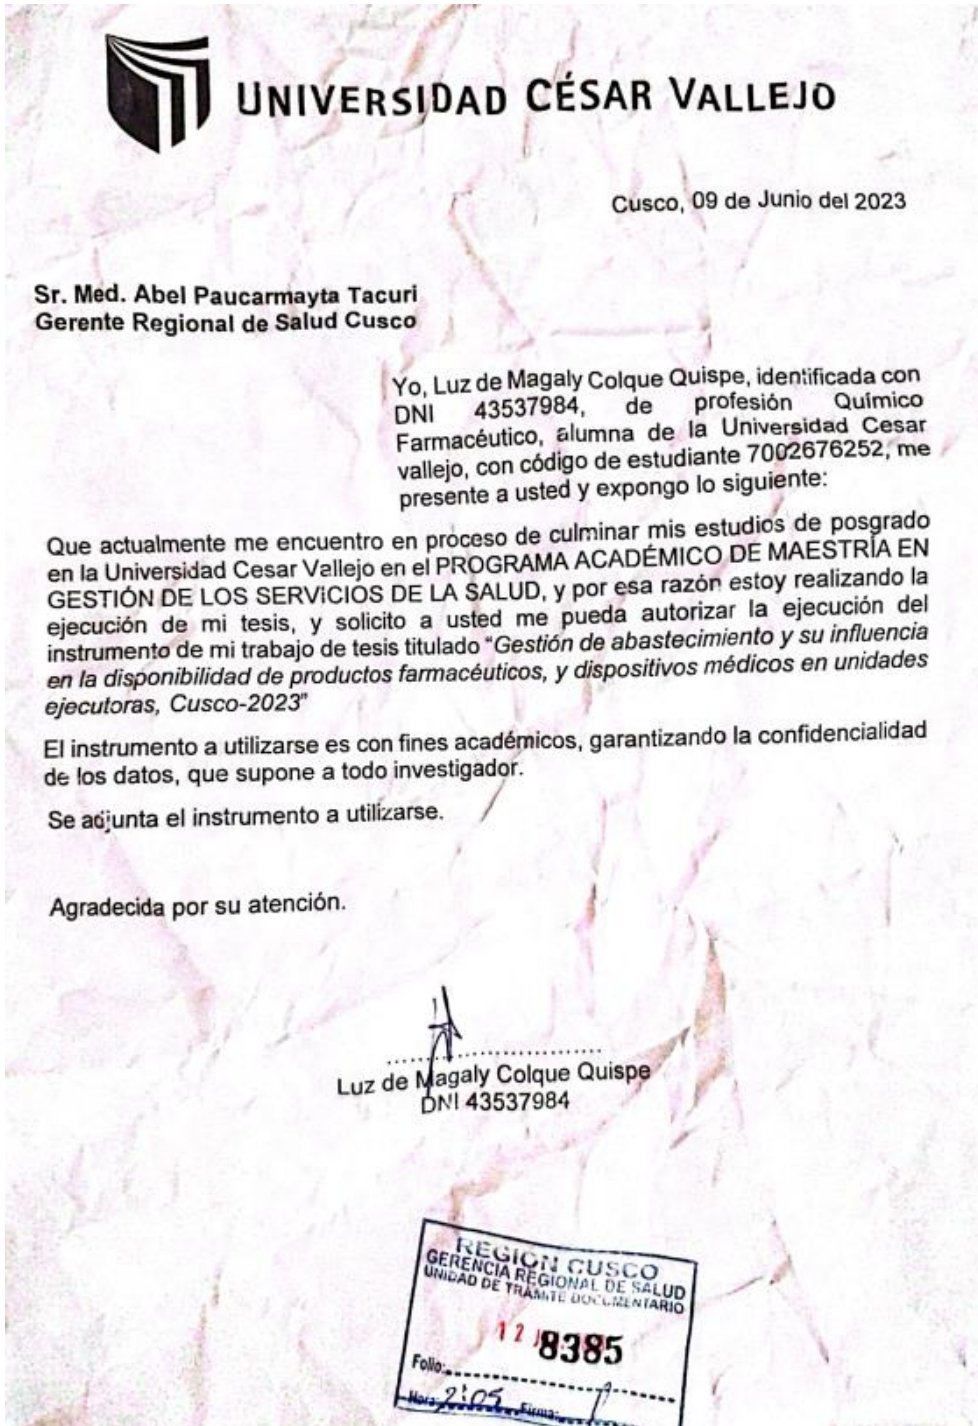 UNIVERSIDAD CÉSAR VALLEJO
Cusco, 09 de Junio del 2023
Sr. Med. Abel Paucarmayta Tacuri
Gerente Regional de Salud Cusco
Yo, Luz de Magaly Colque Quispe, identificada con
DNI 43537984, de profesión Químico
Farmacéutico, alumna de la Universidad Cesar
vallejo, con código de estudiante 7002676252, me
presente a usted y expongo lo siguiente:
Que actualmente me encuentro en proceso de culminar mis estudios de posgrado
en la Universidad Cesar Vallejo en el PROGRAMA ACADÉMICO DE MAESTRÍA EN
GESTIÓN DE LOS SERVICIOS DE LA SALUD, y por esa razón estoy realizando la
ejecución de mi tesis, y solicito a usted me pueda autorizar la ejecución del
instrumento de mi trabajo de tesis titulado "Gestión de abastecimiento y su influencia
en la disponibilidad de productos farmacéuticos, y dispositivos médicos en unidades
ejecutoras, Cusco-2023"
El instrumento a utilizarse es con fines académicos, garantizando la confidencialidad
de los datos, que supone a todo investigador.
Se adjunta el instrumento a utilizarse.
Agradecida por su atención.
Luz de Magaly Colque Quispe
DNI 43537984
REGION CUSCO
GERENCIA REGIONAL DE SALUD
UNIDAD DE TRAMITE DOCUMENTARIO
12 8385
Folio:
Hora: 2:05 Firma: